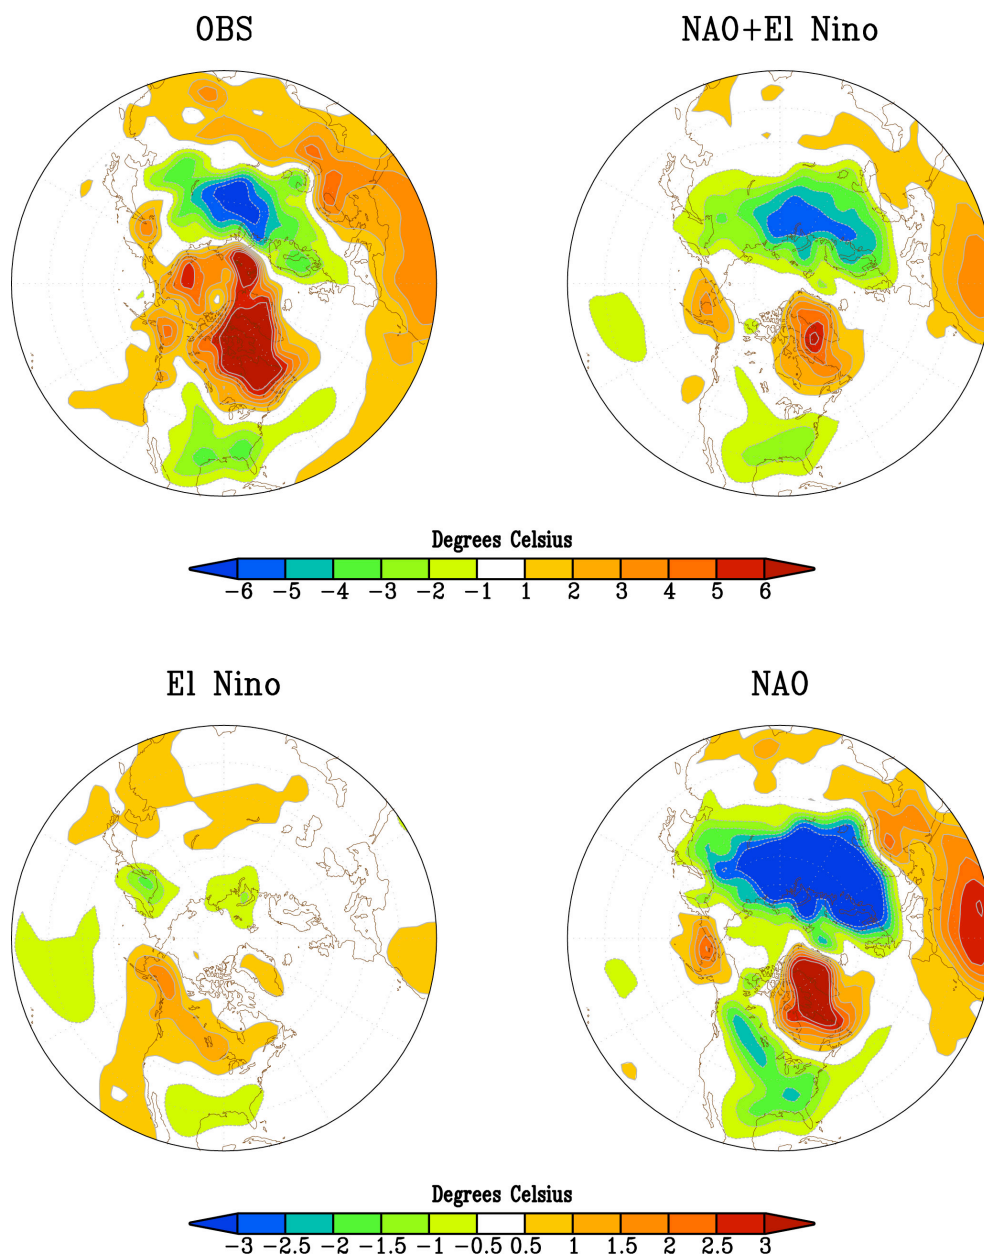 OBS
NAO+El Nino
Degrees Celsius
-6 -5 -4 -3 -2 -1 1 2 3 4 5 6
El Nino
NAO
Degrees Celsius
-3 -2.5 -2 -1.5 -1 -0.5 0.5 1 1.5 2 2.5 3